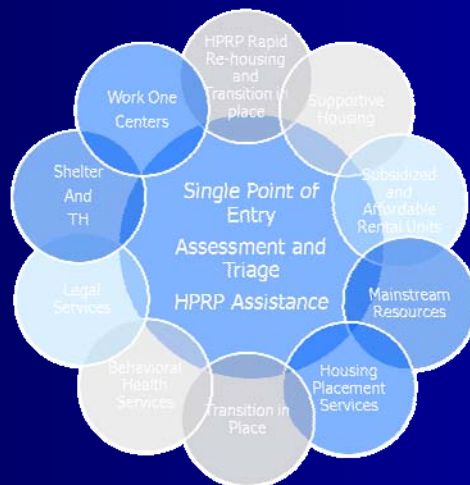 HPRP Rapid
Re-housing
and
Transition in
place
Supportive
Housing
Subsidized
and
Affordable
Rental Units
Mainstream
Resources
Housing
Placement
Services
Transition in
Place
Behavioral
Health
Services
Legal
Services
Shelter
And
TH
Work One
Centers
Single Point of
Entry
Assessment and
Triage
HPRP Assistance